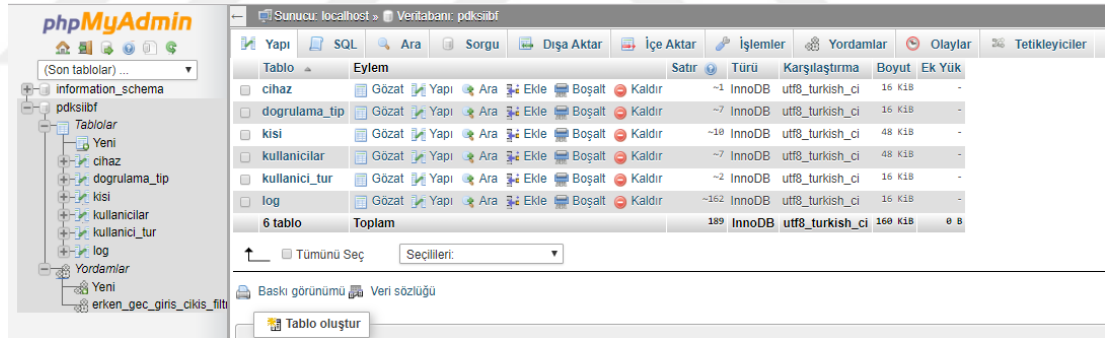 phpMyAdmin
(Son tablolar) ...
information_schema
pdksiibf
Tablolar
Yeni
cihaz
dogrulama_tip
kisi
kullanicilar
kullanici_tur
log
Yordamlar
Yeni
erken_gec_giris_cikis_filtr
Sunucu: localhost » Veritabanı: pdksiibf
Yapı SQL Ara Sorgu Dışa Aktar İçe Aktar İşlemler Yordamlar Olaylar Tetikleyiciler
Tablo Eylem Satır Türü Karşılaştırma Boyut Ek Yük
cihaz Gözat Yapı Ara Ekle Boşalt Kaldır ~1 InnoDB utf8_turkish_ci 16 KiB -
dogrulama_tip Gözat Yapı Ara Ekle Boşalt Kaldır ~7 InnoDB utf8_turkish_ci 16 KiB -
kisi Gözat Yapı Ara Ekle Boşalt Kaldır ~10 InnoDB utf8_turkish_ci 48 KiB -
kullanicilar Gözat Yapı Ara Ekle Boşalt Kaldır ~7 InnoDB utf8_turkish_ci 48 KiB -
kullanici_tur Gözat Yapı Ara Ekle Boşalt Kaldır ~2 InnoDB utf8_turkish_ci 16 KiB -
log Gözat Yapı Ara Ekle Boşalt Kaldır ~162 InnoDB utf8_turkish_ci 16 KiB -
6 tablo Toplam 189 InnoDB utf8_turkish_ci 160 KiB 0 B
Tümünü Seç Seçilileri:
Baskı görünümü Veri sözlüğü
Tablo oluştur